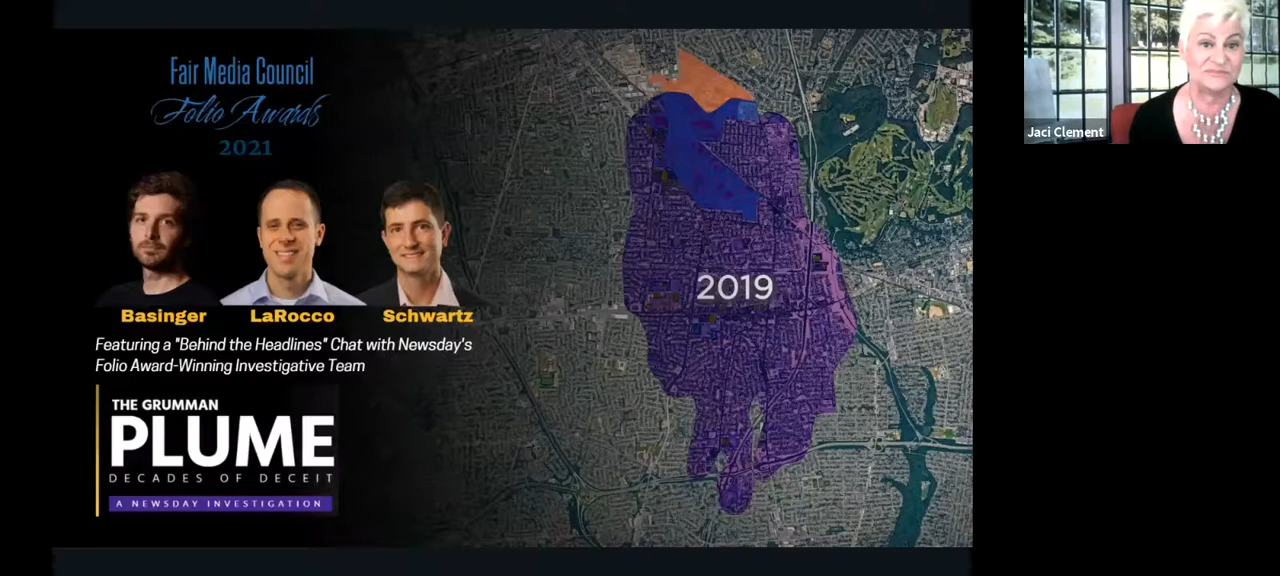 Fair Media Council
Folio Awards
2021
Jaci Clement
2019
Basinger LaRocco Schwartz
Featuring a "Behind the Headlines" Chat with Newsday's
Folio Award-Winning Investigative Team
THE GRUMMAN
PLUME
DECADES OF DECEIT
A NEWSDAY INVESTIGATION